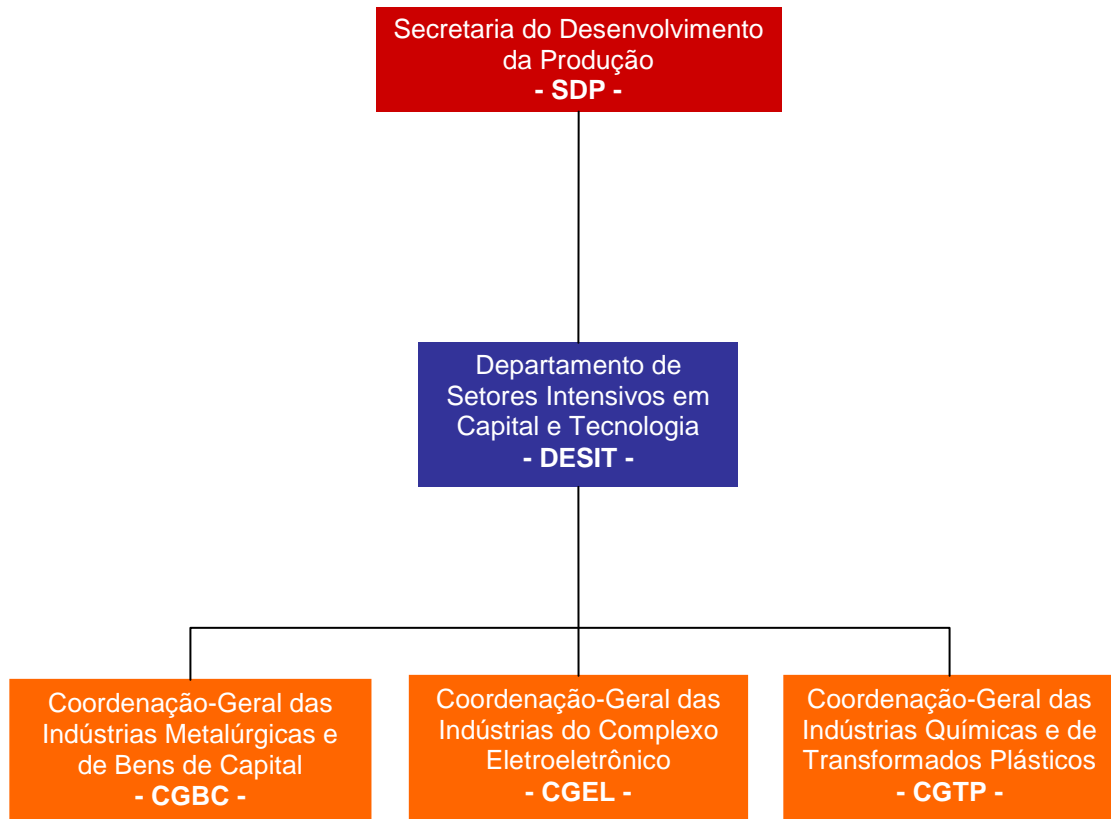 Secretaria do Desenvolvimento
da Produção
- SDP -
Departamento de
Setores Intensivos em
Capital e Tecnologia
- DESIT -
Coordenação-Geral das
Indústrias Metalúrgicas e
de Bens de Capital
- CGBC -
Coordenação-Geral das
Indústrias do Complexo
Eletroeletrônico
- CGEL -
Coordenação-Geral das
Indústrias Químicas e de
Transformados Plásticos
- CGTP -